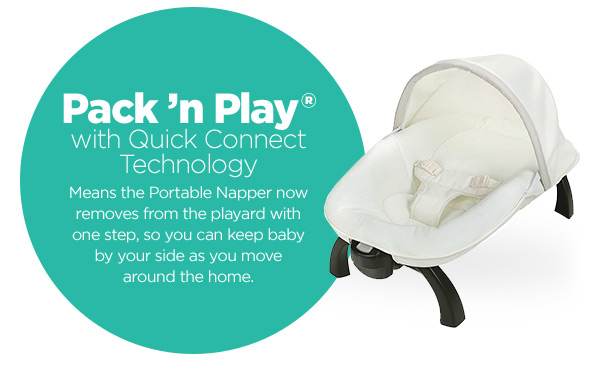 Pack ’n Play®
with Quick Connect
Technology
Means the Portable Napper now
removes from the playard with
one step, so you can keep baby
by your side as you move
around the home.